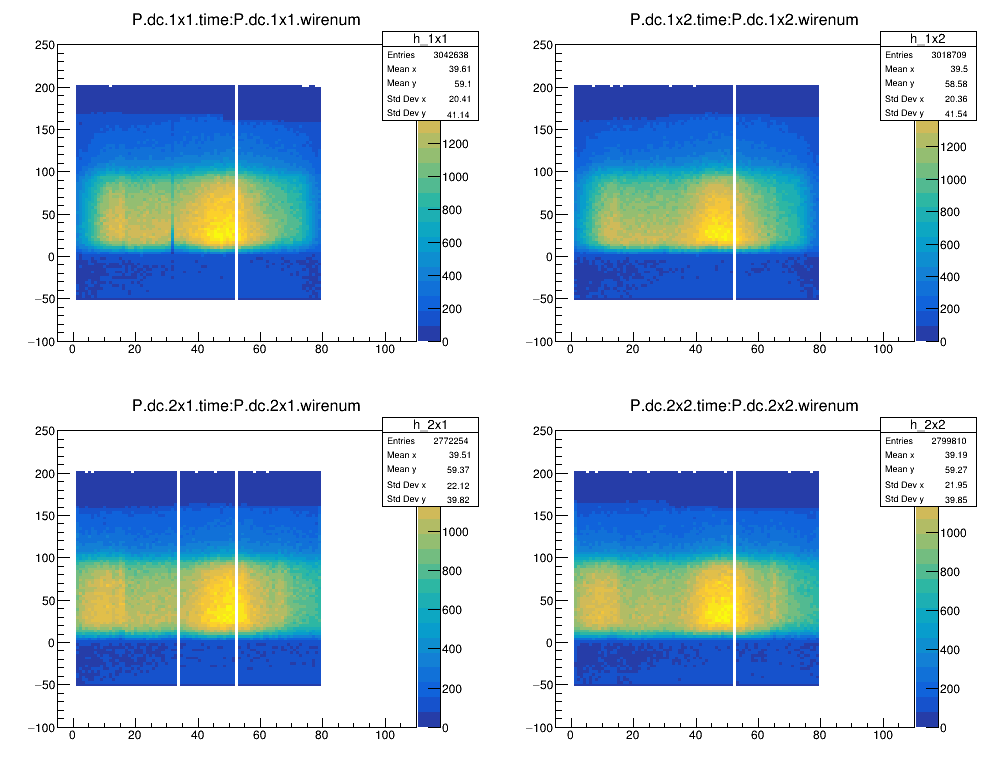 P.dc.1x1.time:P.dc.1x1.wirenum
h_1x1
Entries 3042638
Mean x 39.61
Mean y 59.1
Std Dev x 20.41
Std Dev y 41.14
250
200
150
100
50
0
−50
−100
0 20 40 60 80 100
1200
1000
800
600
400
200
0
P.dc.1x2.time:P.dc.1x2.wirenum
h_1x2
Entries 3018709
Mean x 39.5
Mean y 58.58
Std Dev x 20.36
Std Dev y 41.54
250
200
150
100
50
0
−50
−100
0 20 40 60 80 100
1200
1000
800
600
400
200
0
P.dc.2x1.time:P.dc.2x1.wirenum
h_2x1
Entries 2772254
Mean x 39.51
Mean y 59.37
Std Dev x 22.12
Std Dev y 39.82
250
200
150
100
50
0
−50
−100
0 20 40 60 80 100
1000
800
600
400
200
0
P.dc.2x2.time:P.dc.2x2.wirenum
h_2x2
Entries 2799810
Mean x 39.19
Mean y 59.27
Std Dev x 21.95
Std Dev y 39.85
250
200
150
100
50
0
−50
−100
0 20 40 60 80 100
1000
800
600
400
200
0